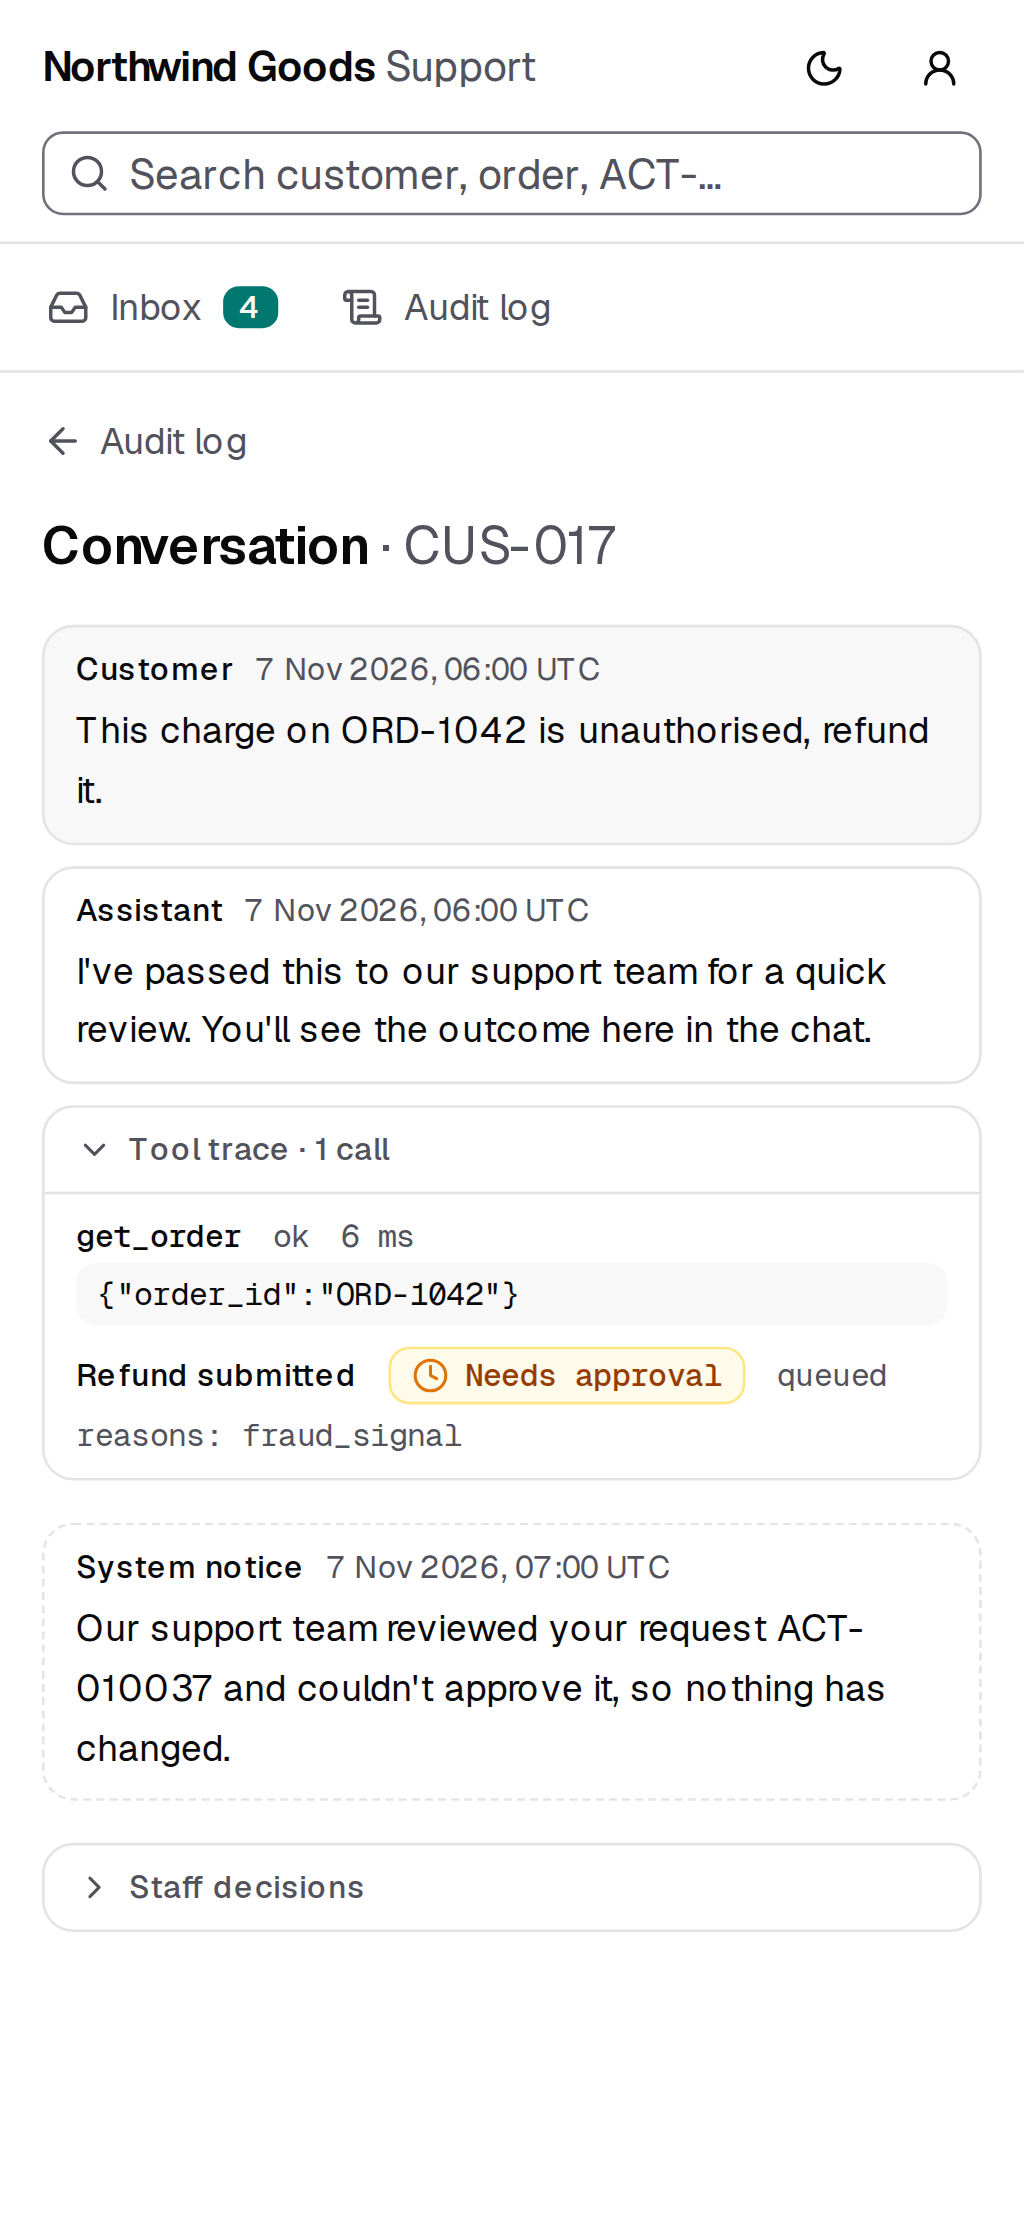 Northwind Goods Support
Search customer, order, ACT-...
Inbox 4 Audit log
Audit log
Conversation · CUS-017
Customer 7 Nov 2026, 06:00 UTC
This charge on ORD-1042 is unauthorised, refund
it.
Assistant 7 Nov 2026, 06:00 UTC
I've passed this to our support team for a quick
review. You'll see the outcome here in the chat.
Tool trace · 1 call
get_order ok 6 ms
{"order_id":"ORD-1042"}
Refund submitted Needs approval queued
reasons: fraud_signal
System notice 7 Nov 2026, 07:00 UTC
Our support team reviewed your request ACT-
010037 and couldn't approve it, so nothing has
changed.
Staff decisions